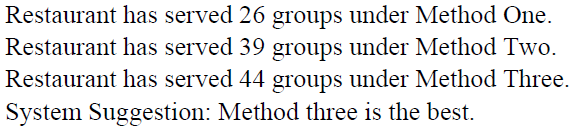 Restaurant has served 26 groups under Method One.
Restaurant has served 39 groups under Method Two.
Restaurant has served 44 groups under Method Three.
System Suggestion: Method three is the best.